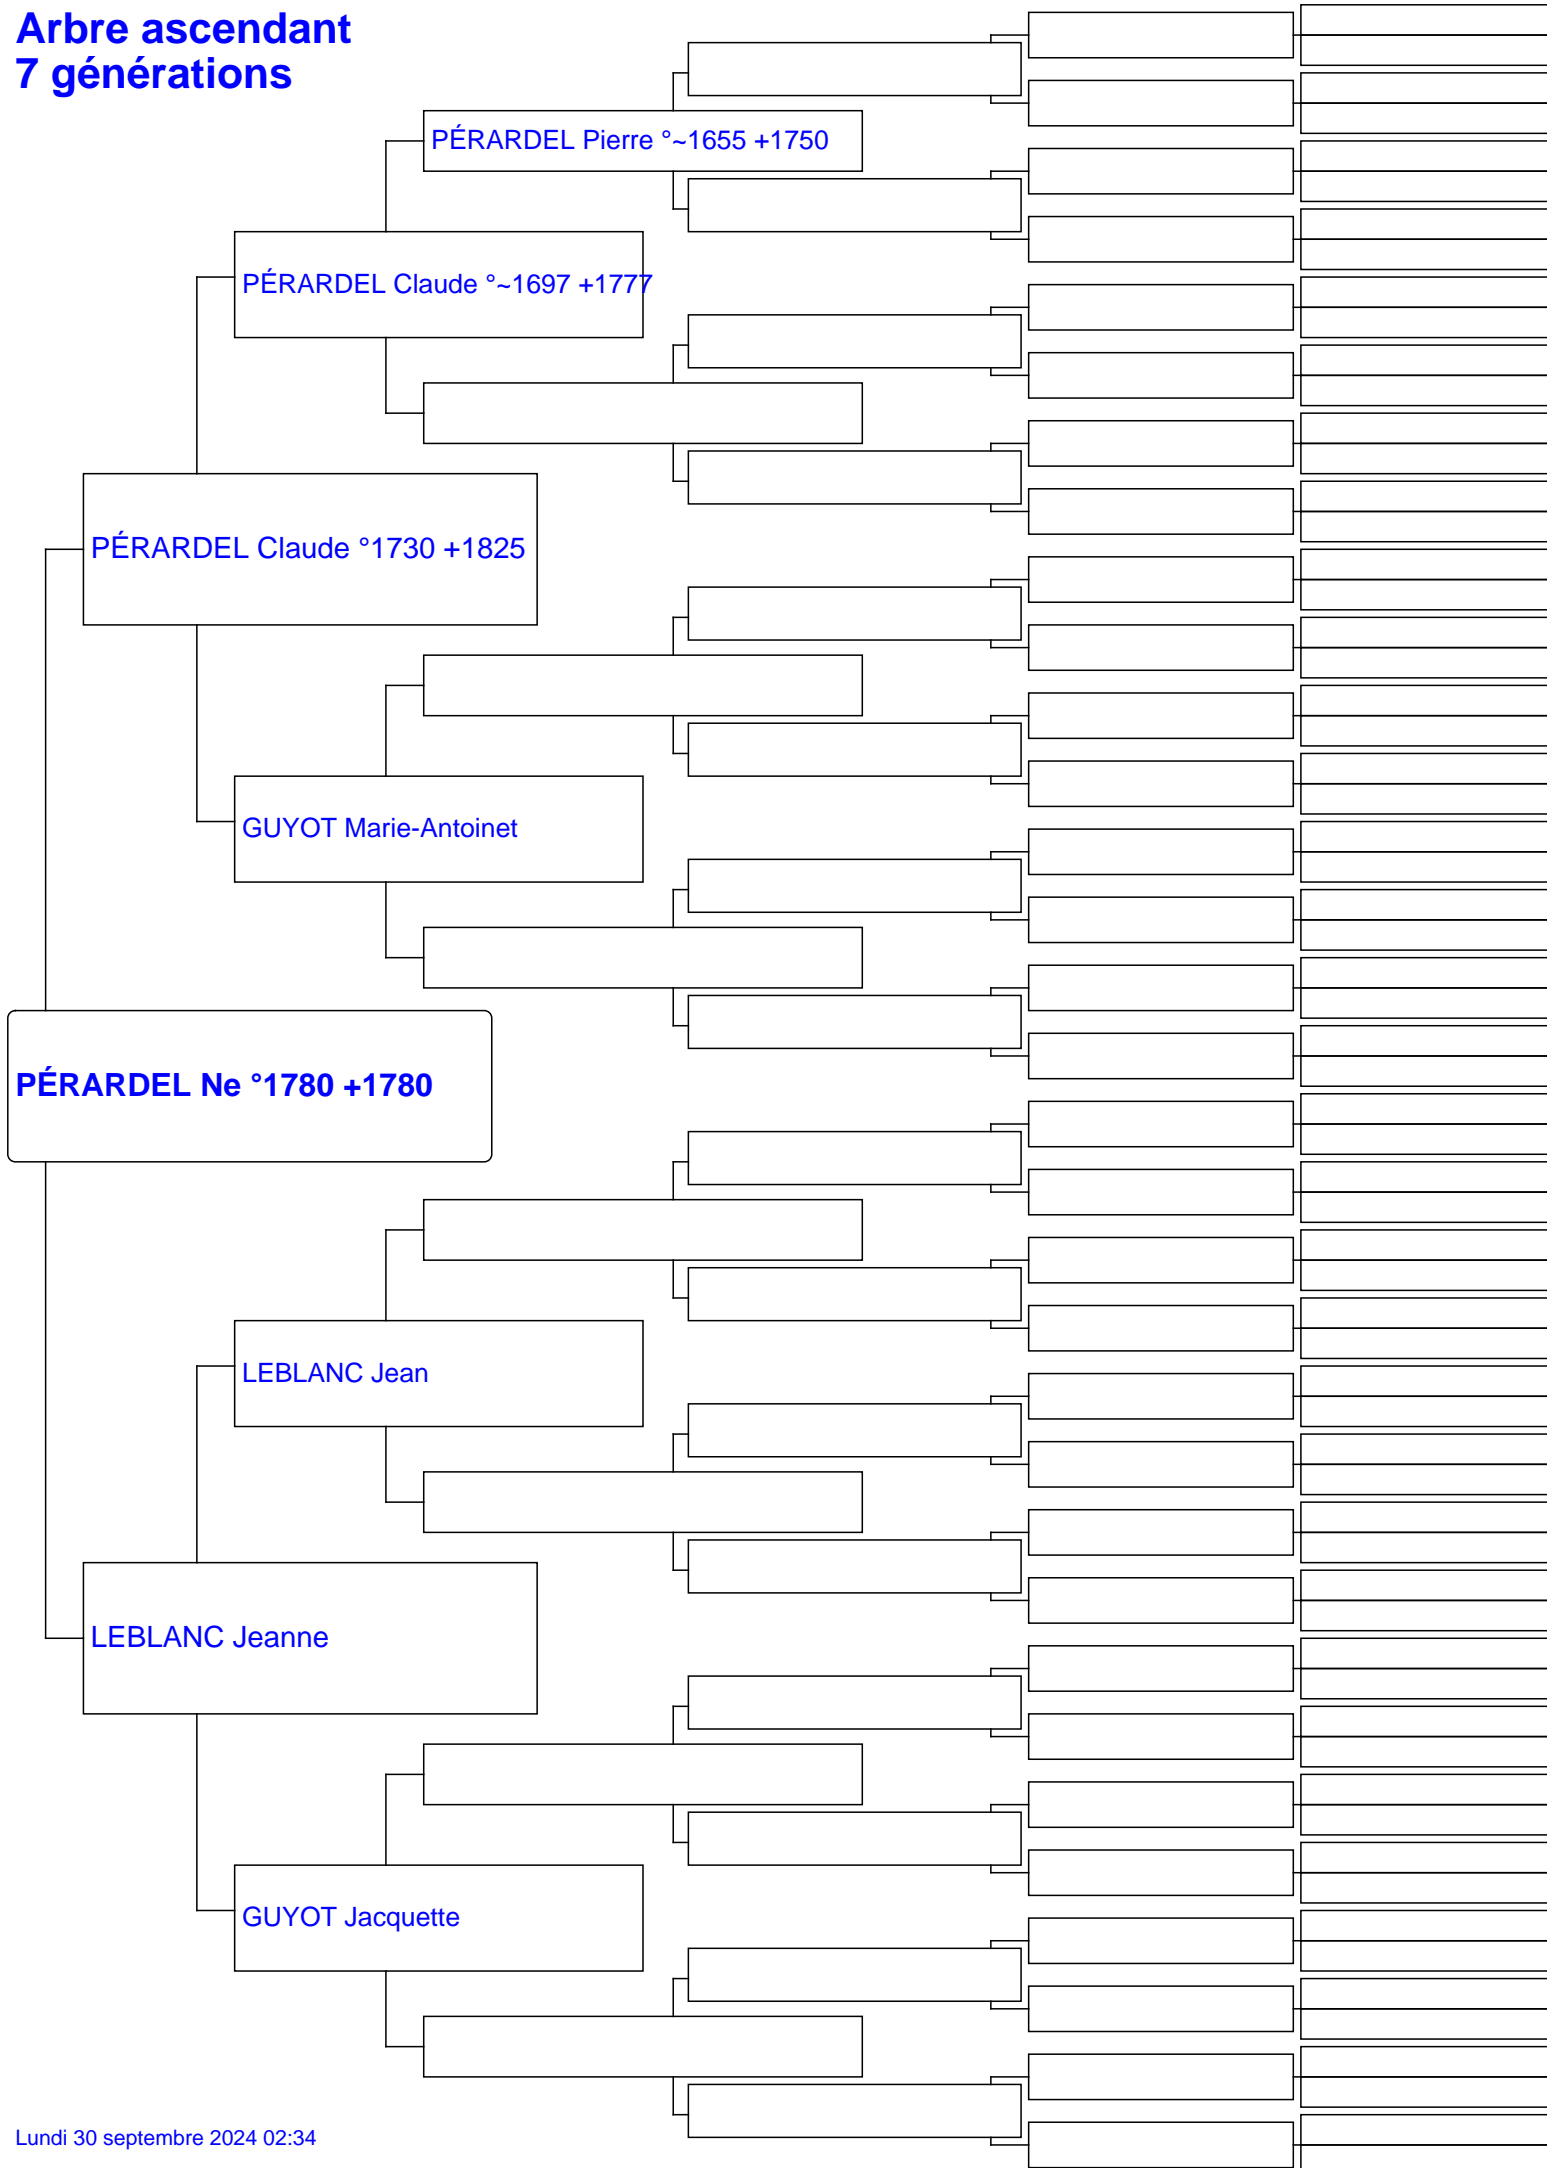 Arbre ascendant
7 générations
PÉRARDEL Pierre °~1655 +1750
PÉRARDEL Claude °~1697 +1777
PÉRARDEL Claude °1730 +1825
GUYOT Marie-Antoinet
PÉRARDEL Ne °1780 +1780
LEBLANC Jean
LEBLANC Jeanne
GUYOT Jacquette
Lundi 30 septembre 2024 02:34